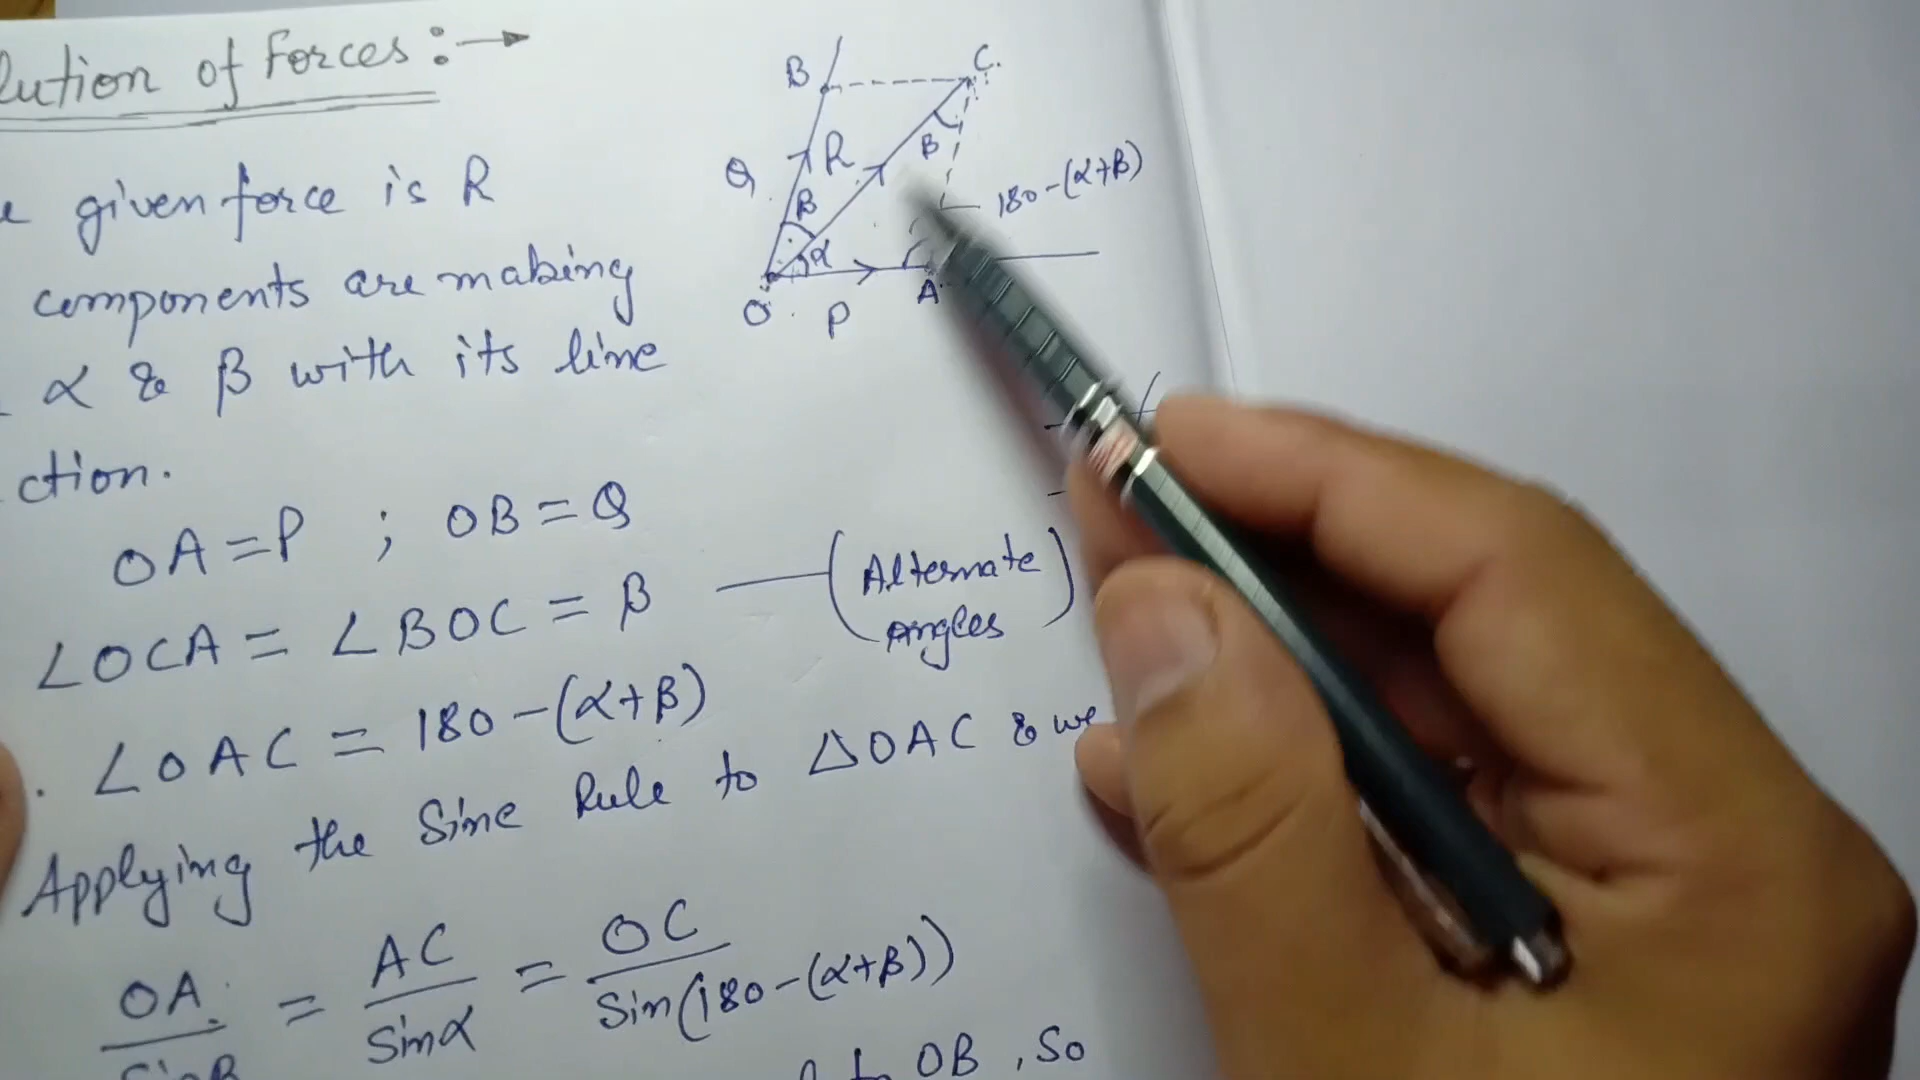 lution of Forces:→
given force is R
components are making
α & β with its line
ction.
OA = P ; OB = Q
∠OCA = ∠BOC = β — (Alternate Angles)
∠OAC = 180-(α+β)
Applying the Sine Rule to △OAC & we
OA/Sinβ = AC/Sinα = OC/Sin(180-(α+β))
to OB, So
B
C.
Q
R
B
B
α
180-(α+β)
O
P
A